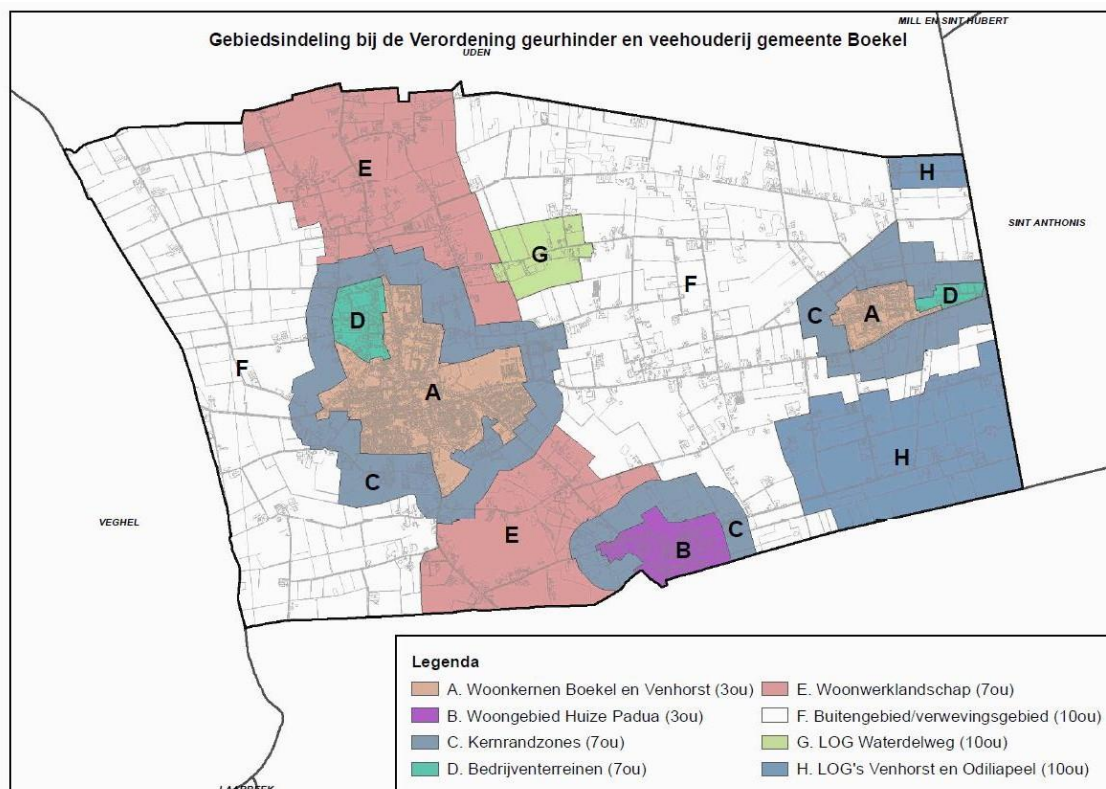 MILL EN SINT HUBERT
Gebiedsindeling bij de Verordening geurhinder en veehouderij gemeente Boekel
UDEN
E
H
SINT ANTHONIS
G
F
D
C
A
D
F
A
H
C
VEGHEL
E
B
C
Legenda
A. Woonkernen Boekel en Venhorst (3ou)
B. Woongebied Huize Padua (3ou)
C. Kernrandzones (7ou)
D. Bedrijventerreinen (7ou)
E. Woonwerklandschap (7ou)
F. Buitengebied/verwevingsgebied (10ou)
G. LOG Waterdelweg (10ou)
H. LOG's Venhorst en Odiliapeel (10ou)